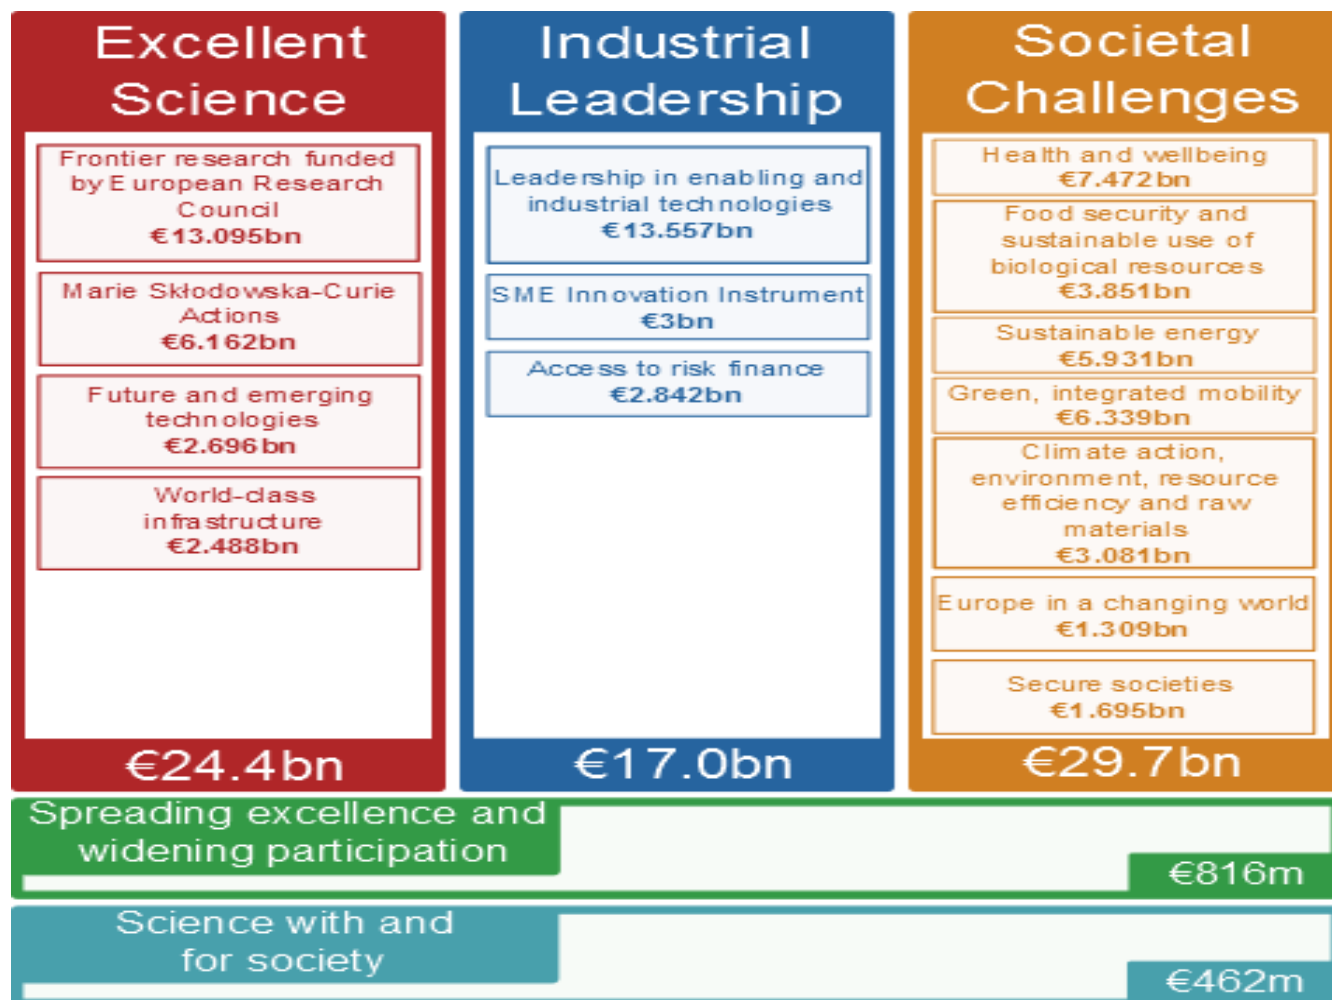 Excellent
Science
Frontier research funded
by European Research
Council
€13.095bn
Marie Skłodowska-Curie
Actions
€6.162bn
Future and emerging
technologies
€2.696bn
World-class
infrastructure
€2.488bn
€24.4bn
Industrial
Leadership
Leadership in enabling and
industrial technologies
€13.557bn
SME Innovation Instrument
€3bn
Access to risk finance
€2.842bn
€17.0bn
Societal
Challenges
Health and wellbeing
€7.472bn
Food security and
sustainable use of
biological resources
€3.851bn
Sustainable energy
€5.931bn
Green, integrated mobility
€6.339bn
Climate action,
environment, resource
efficiency and raw
materials
€3.081bn
Europe in a changing world
€1.309bn
Secure societies
€1.695bn
€29.7bn
Spreading excellence and
widening participation
€816m
Science with and
for society
€462m